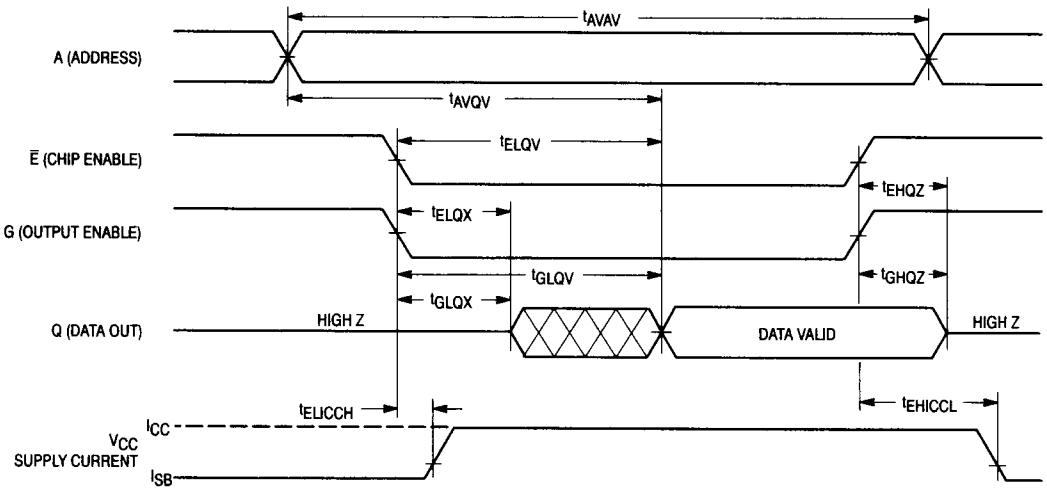 tAVAV
A (ADDRESS)
tAVQV
tELQV
E̅ (CHIP ENABLE)
tEHQZ
tELQX
G (OUTPUT ENABLE)
tGLQV
tGHQZ
tGLQX
HIGH Z
Q (DATA OUT)
DATA VALID
HIGH Z
tELICCH
tEHICCL
ICC
VCC
SUPPLY CURRENT
ISB